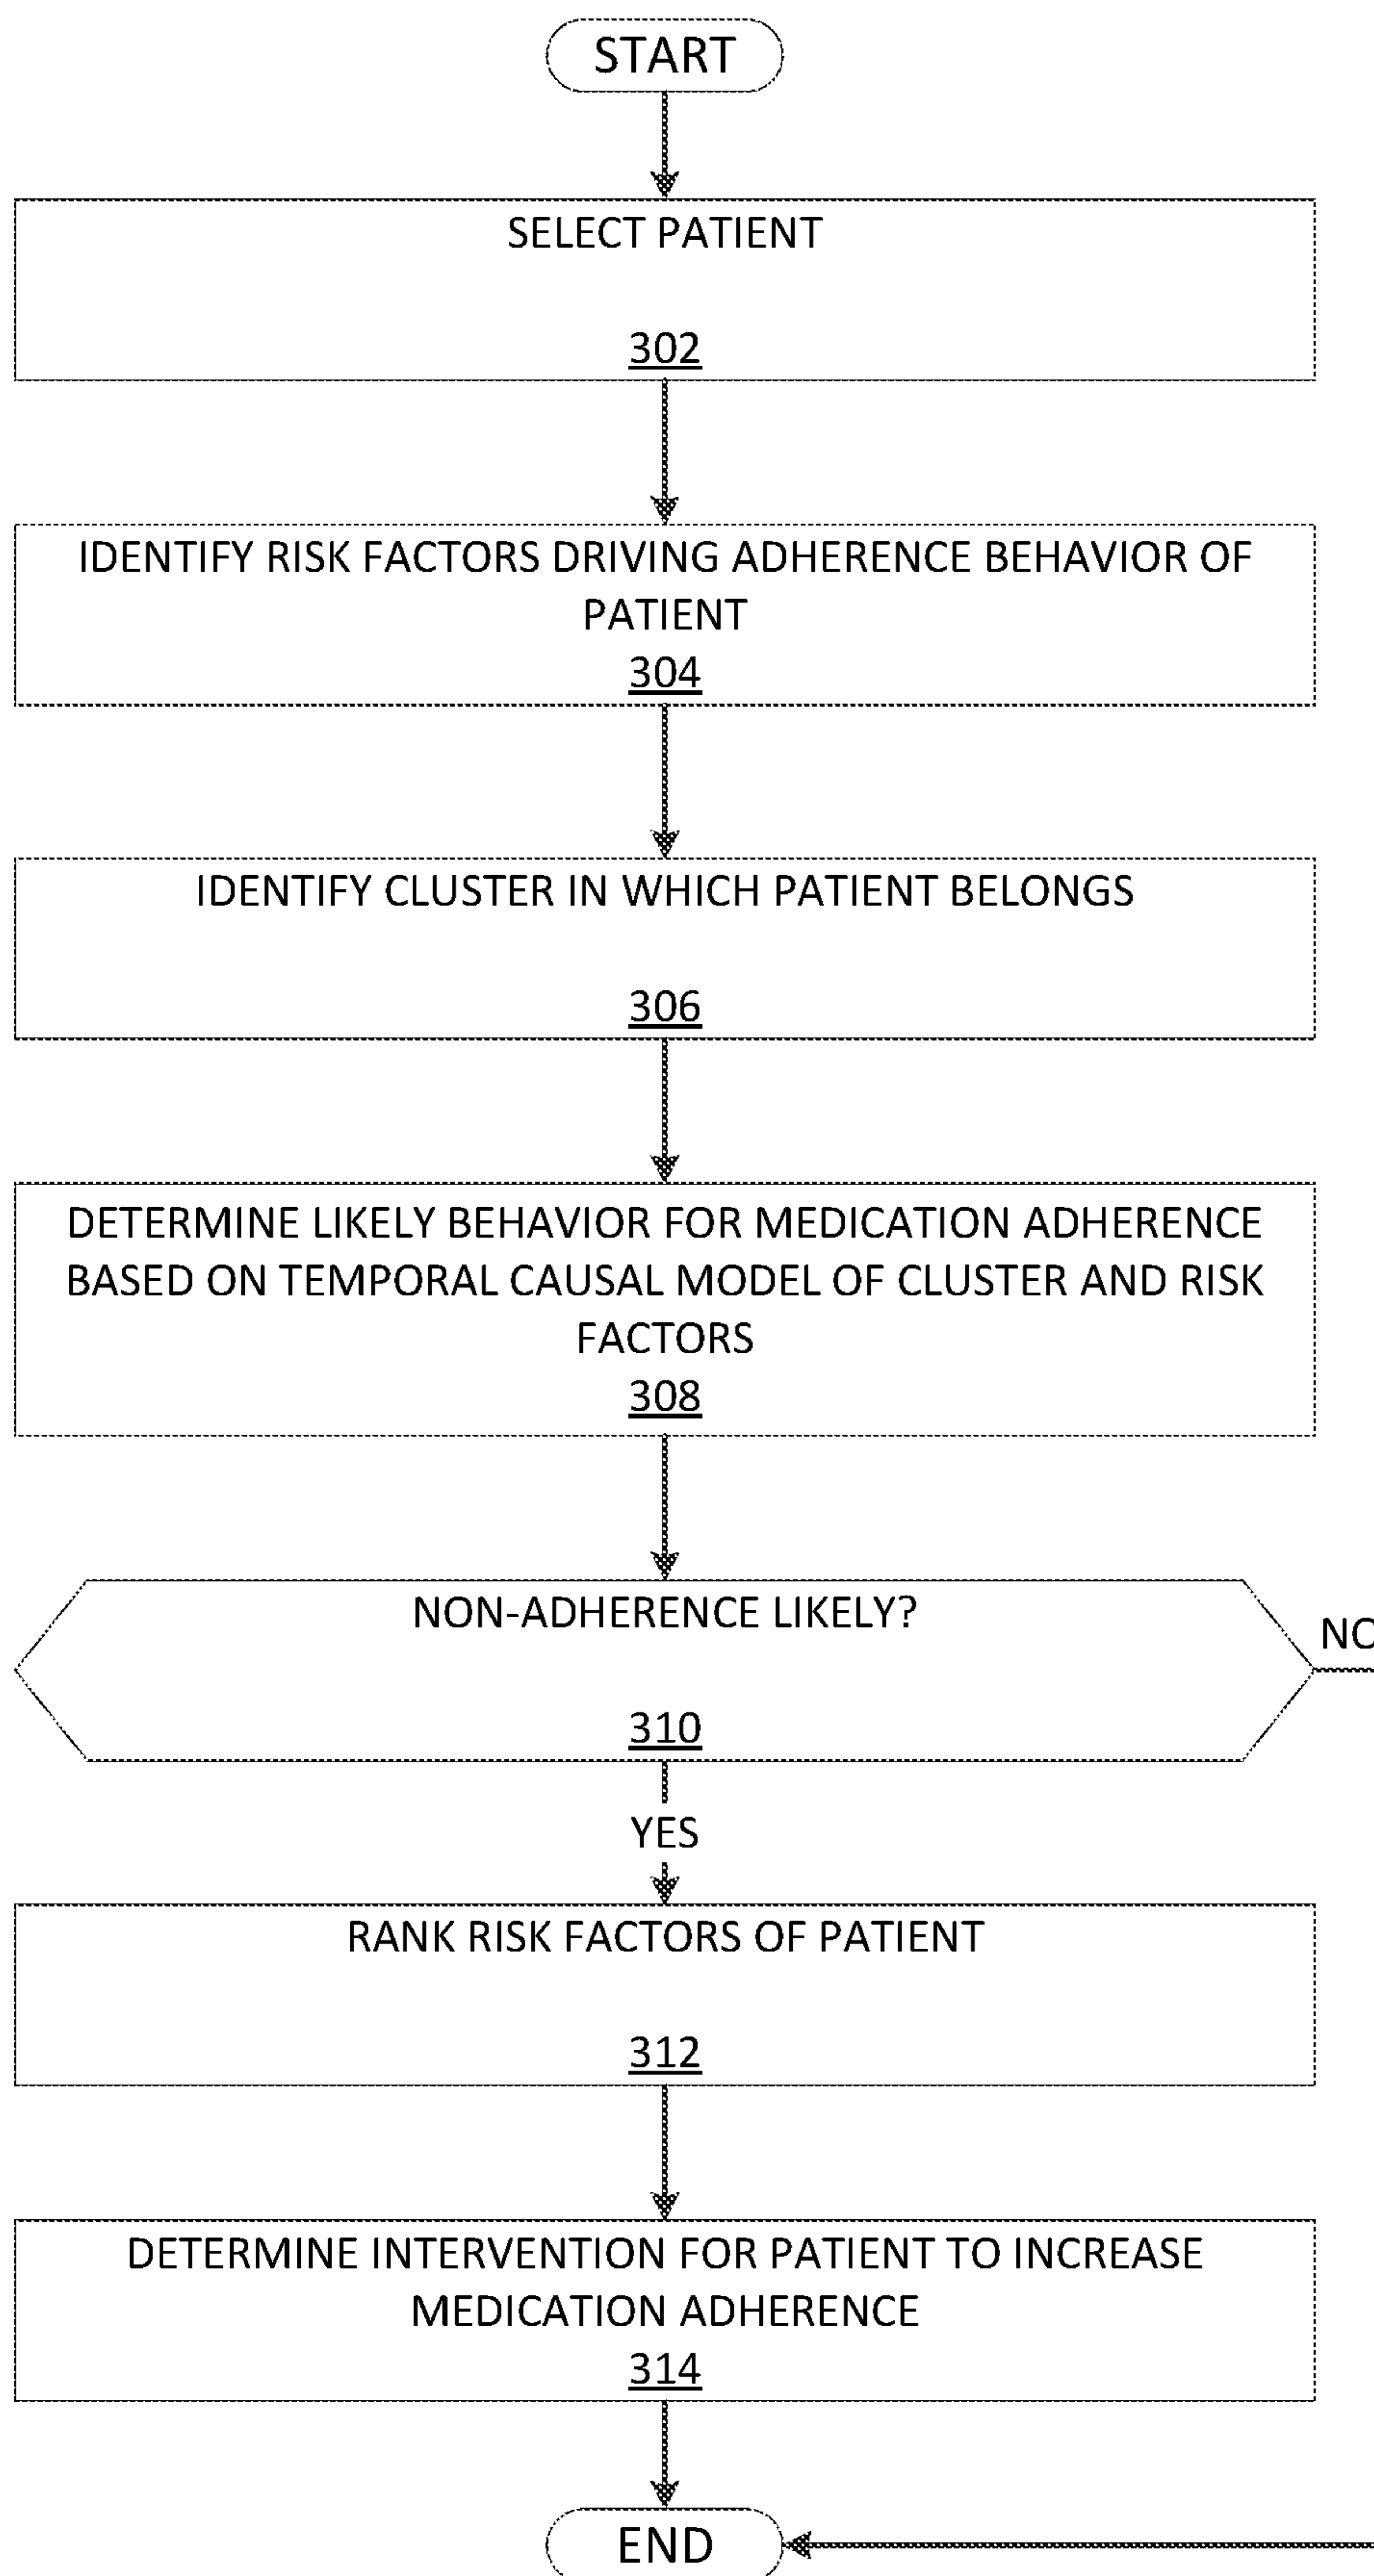 START
SELECT PATIENT
302
IDENTIFY RISK FACTORS DRIVING ADHERENCE BEHAVIOR OF
PATIENT
304
IDENTIFY CLUSTER IN WHICH PATIENT BELONGS
306
DETERMINE LIKELY BEHAVIOR FOR MEDICATION ADHERENCE
BASED ON TEMPORAL CAUSAL MODEL OF CLUSTER AND RISK
FACTORS
308
NON-ADHERENCE LIKELY?
NO
310
YES
RANK RISK FACTORS OF PATIENT
312
DETERMINE INTERVENTION FOR PATIENT TO INCREASE
MEDICATION ADHERENCE
314
END